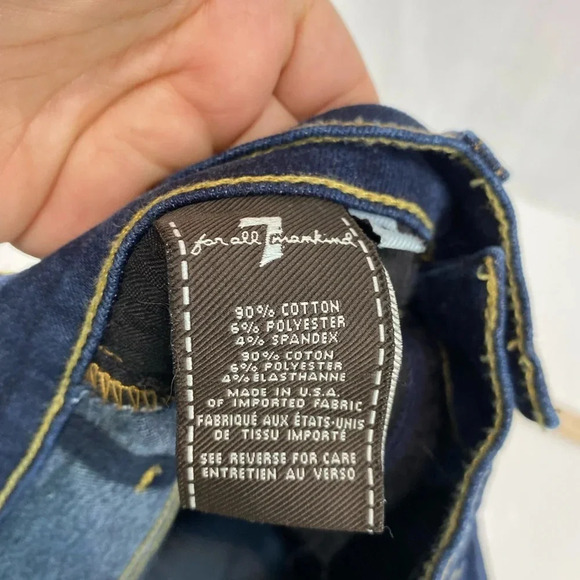 7
for all mankind
90% COTTON
6% POLYESTER
4% SPANDEX
90% COTON
6% POLYESTER
4% ÉLASTHANNE
MADE IN U.S.A.
OF IMPORTED FABRIC
FABRIQUÉ AUX ÉTATS-UNIS
DE TISSU IMPORTÉ
SEE REVERSE FOR CARE
ENTRETIEN AU VERSO